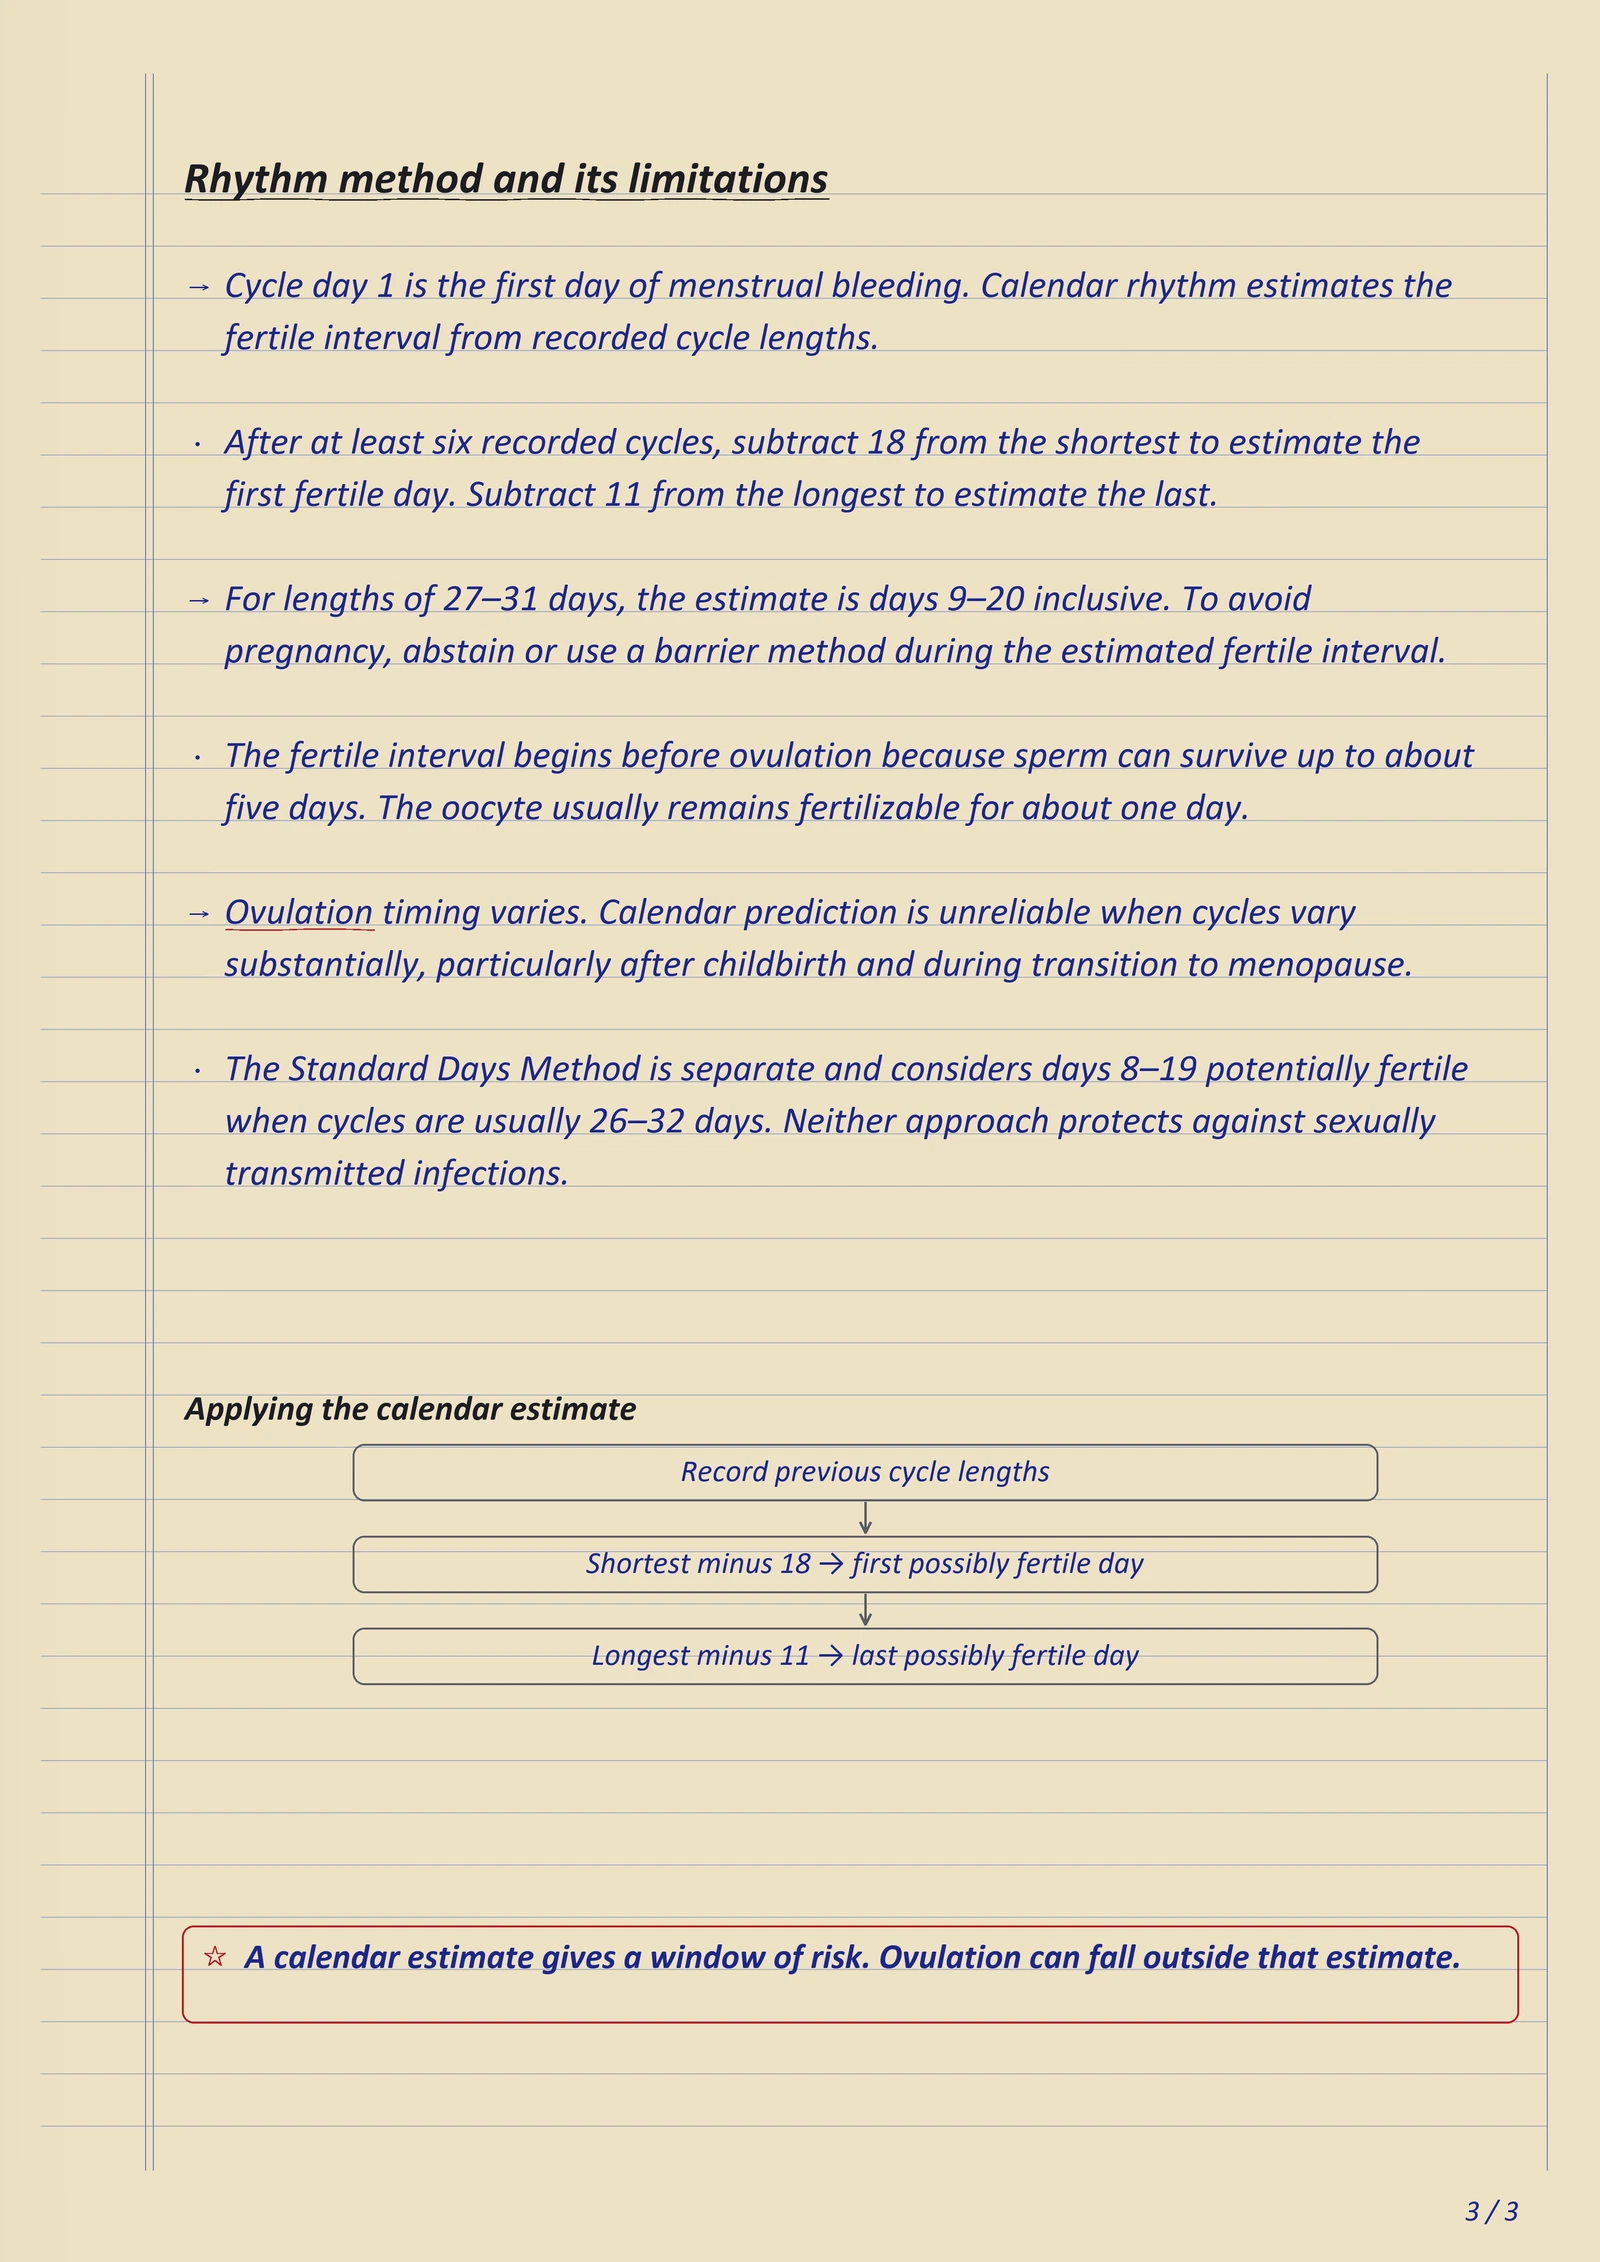 Rhythm method and its limitations
→ Cycle day 1 is the first day of menstrual bleeding. Calendar rhythm estimates the
fertile interval from recorded cycle lengths.
· After at least six recorded cycles, subtract 18 from the shortest to estimate the
first fertile day. Subtract 11 from the longest to estimate the last.
→ For lengths of 27–31 days, the estimate is days 9–20 inclusive. To avoid
pregnancy, abstain or use a barrier method during the estimated fertile interval.
· The fertile interval begins before ovulation because sperm can survive up to about
five days. The oocyte usually remains fertilizable for about one day.
→ Ovulation timing varies. Calendar prediction is unreliable when cycles vary
substantially, particularly after childbirth and during transition to menopause.
· The Standard Days Method is separate and considers days 8–19 potentially fertile
when cycles are usually 26–32 days. Neither approach protects against sexually
transmitted infections.
Applying the calendar estimate
Record previous cycle lengths
Shortest minus 18 → first possibly fertile day
Longest minus 11 → last possibly fertile day
☆ A calendar estimate gives a window of risk. Ovulation can fall outside that estimate.
3 / 3